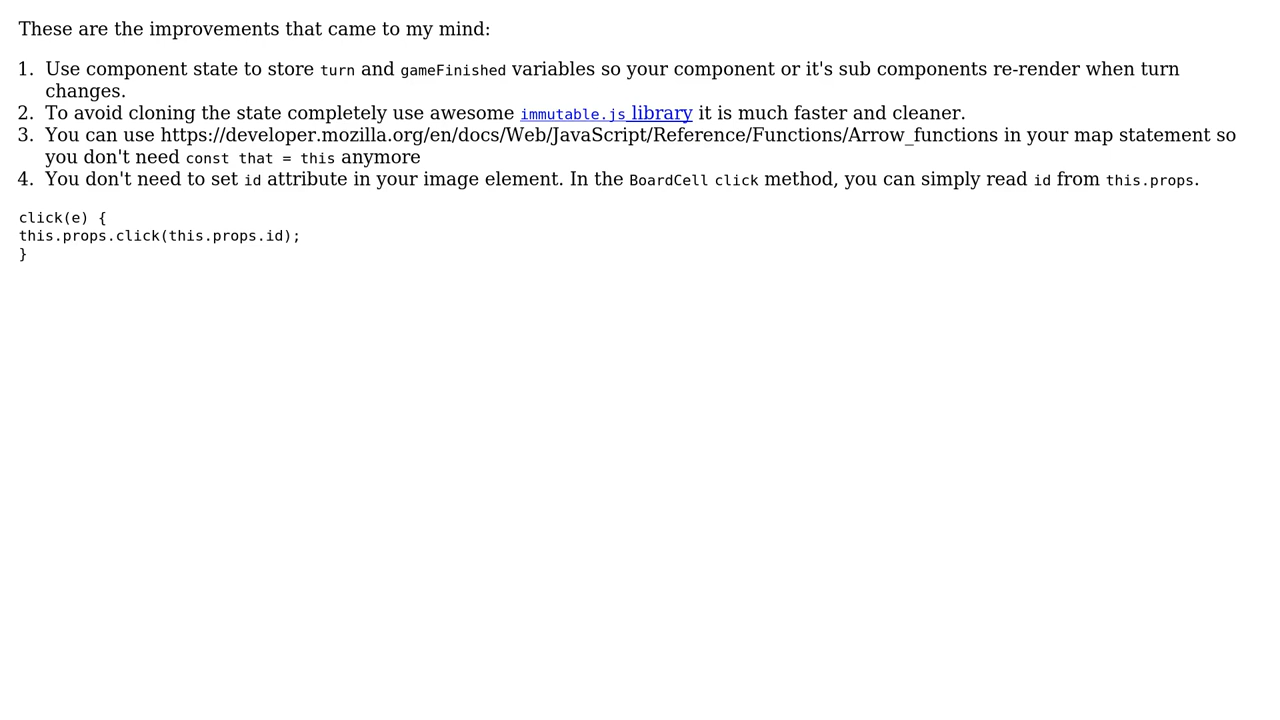 These are the improvements that came to my mind:
1. Use component state to store turn and gameFinished variables so your component or it's sub components re-render when turn
changes.
2. To avoid cloning the state completely use awesome immutable.js library it is much faster and cleaner.
3. You can use https://developer.mozilla.org/en/docs/Web/JavaScript/Reference/Functions/Arrow_functions in your map statement so
you don't need const that = this anymore
4. You don't need to set id attribute in your image element. In the BoardCell click method, you can simply read id from this.props.
click(e) {
this.props.click(this.props.id);
}